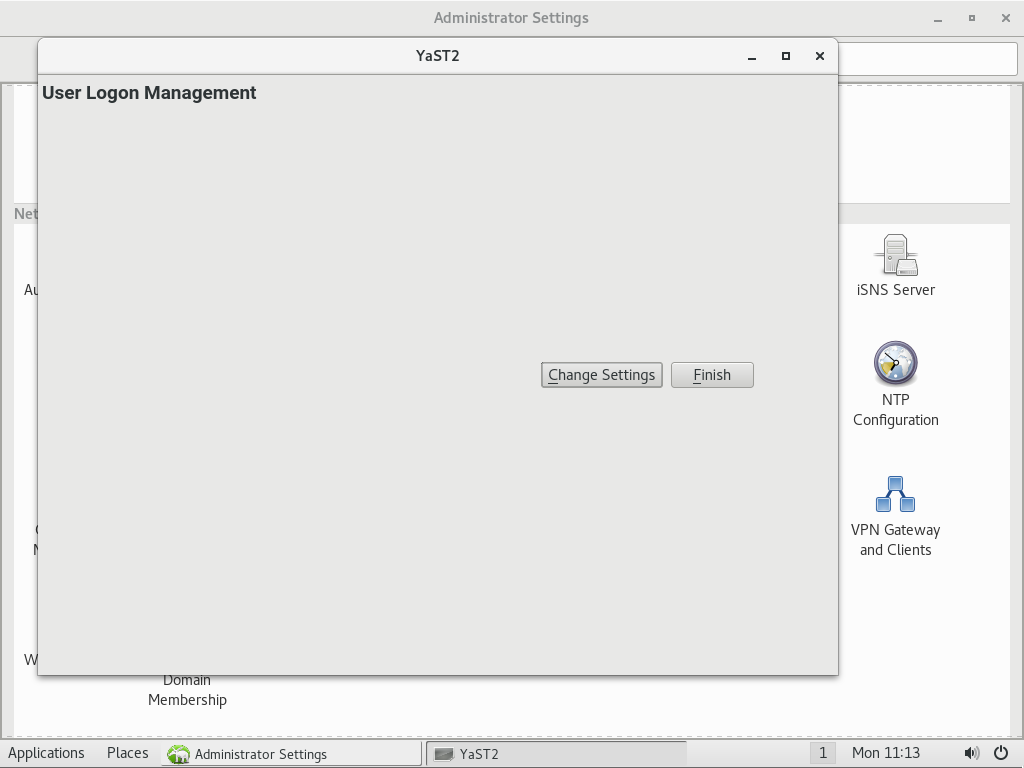 Administrator Settings
YaST2
User Logon Management
Net
Au
iSNS Server
Change Settings
Finish
NTP
Configuration
VPN Gateway
and Clients
W
Domain
Membership
Applications
Places
Administrator Settings
YaST2
1
Mon 11:13